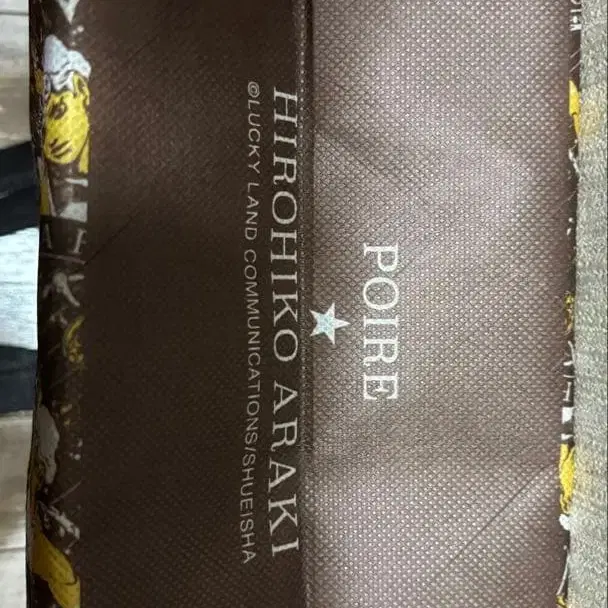 POIRE
★
HIROHIKO ARAKI
©LUCKY LAND COMMUNICATIONS/SHUEISHA